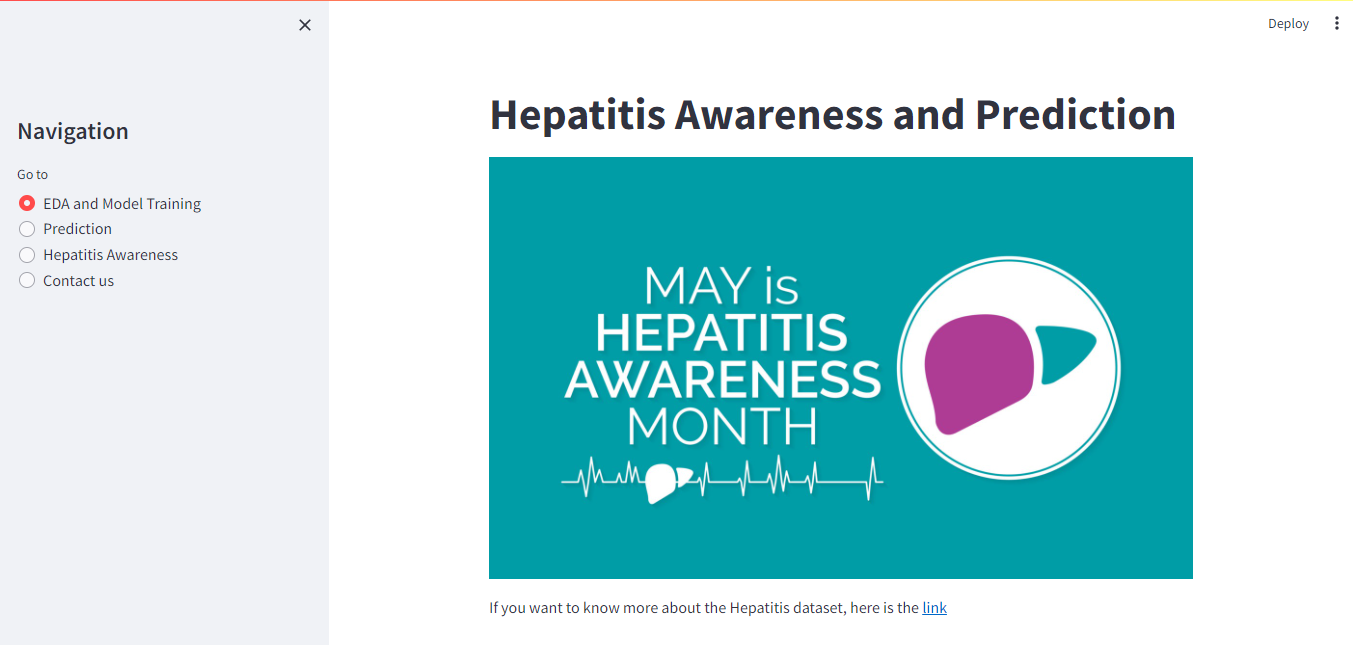 Deploy
Navigation
Go to
EDA and Model Training
Prediction
Hepatitis Awareness
Contact us
Hepatitis Awareness and Prediction
MAY is
HEPATITIS
AWARENESS
MONTH
If you want to know more about the Hepatitis dataset, here is the link